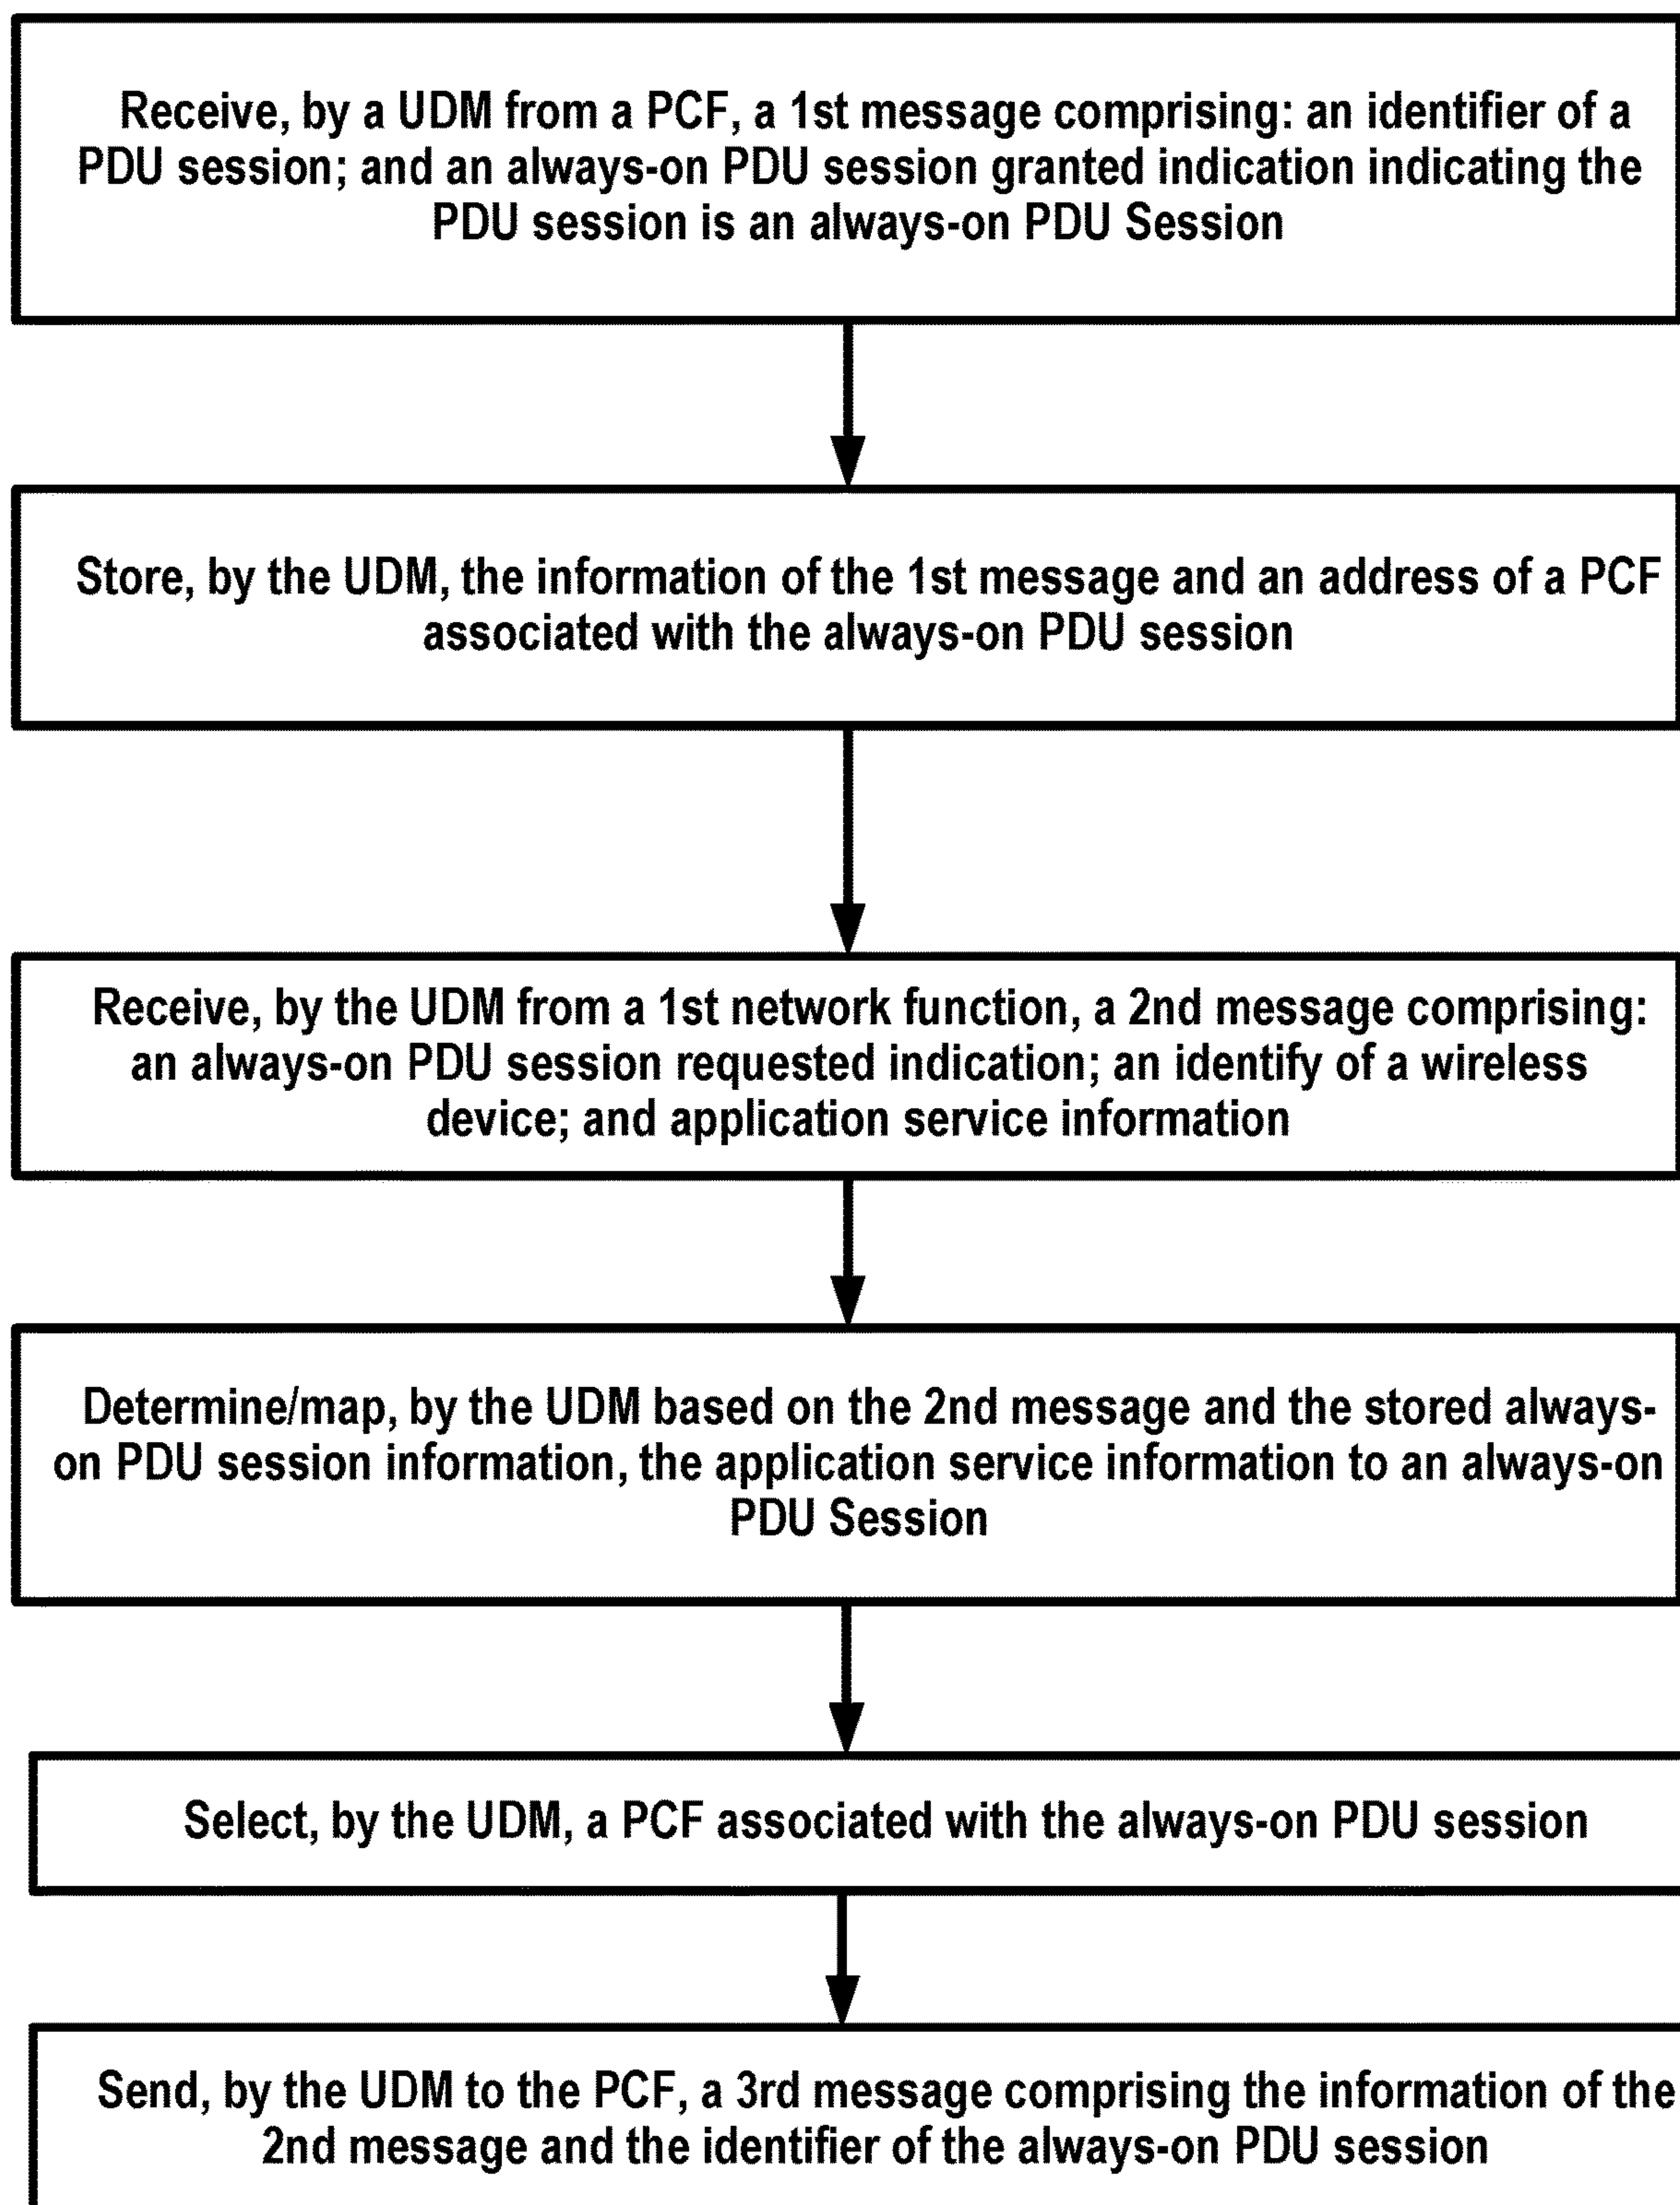 Receive, by a UDM from a PCF, a 1st message comprising: an identifier of a
PDU session; and an always-on PDU session granted indication indicating the
PDU session is an always-on PDU Session
Store, by the UDM, the information of the 1st message and an address of a PCF
associated with the always-on PDU session
Receive, by the UDM from a 1st network function, a 2nd message comprising:
an always-on PDU session requested indication; an identify of a wireless
device; and application service information
Determine/map, by the UDM based on the 2nd message and the stored always-
on PDU session information, the application service information to an always-on
PDU Session
Select, by the UDM, a PCF associated with the always-on PDU session
Send, by the UDM to the PCF, a 3rd message comprising the information of the
2nd message and the identifier of the always-on PDU session